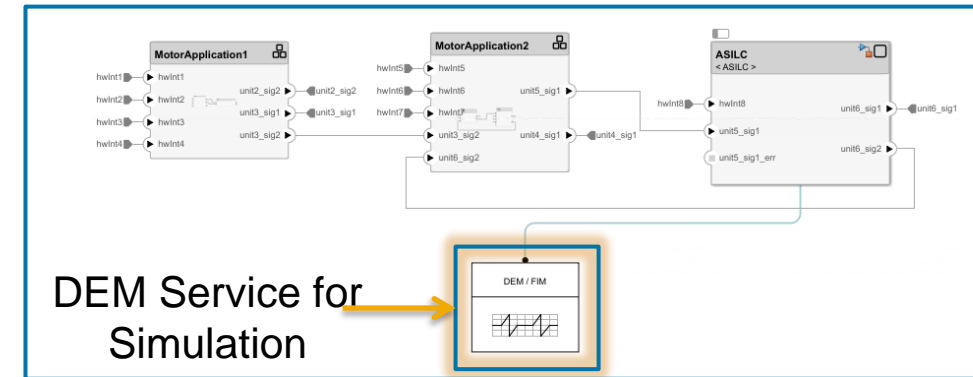 MotorApplication1
hwInt1
hwInt2
hwInt3
hwInt4
hwInt1
hwInt2
hwInt3
hwInt4
unit2_sig2
unit3_sig1
unit3_sig2
unit2_sig2
unit3_sig1
MotorApplication2
hwInt5
hwInt6
hwInt7
hwInt5
hwInt6
hwInt7
unit3_sig2
unit6_sig2
unit5_sig1
unit4_sig1
unit4_sig1
ASILC
< ASILC >
hwInt8
hwInt8
unit5_sig1
unit5_sig1_err
unit6_sig1
unit6_sig2
unit6_sig1
DEM / FIM
DEM Service for
Simulation